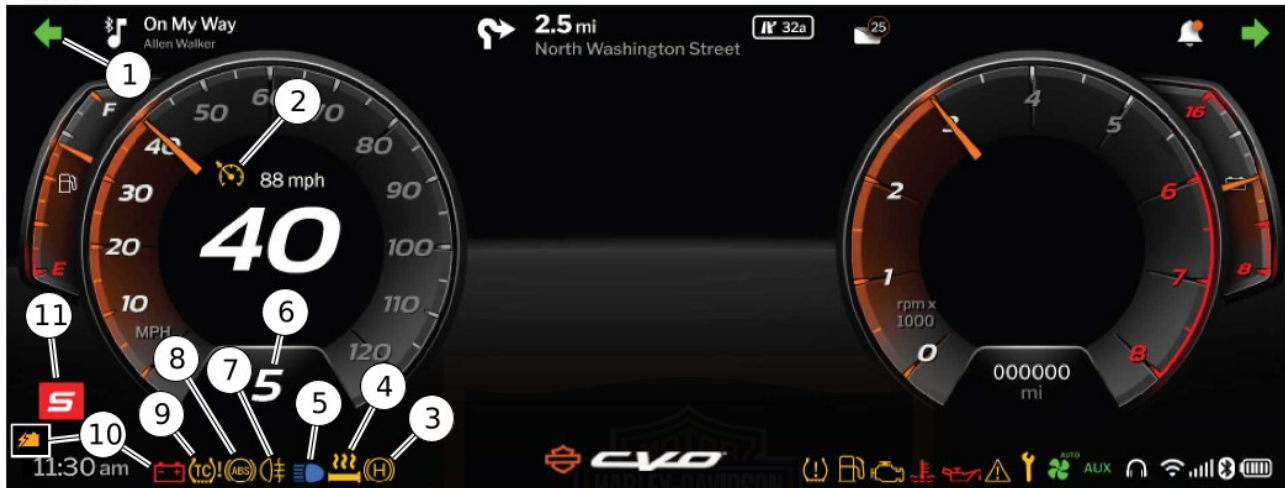 On My Way
Allen Walker
2.5 mi
North Washington Street
32a
25
1
F
E
2
40
50
60
70
80
90
100
110
120
30
20
10
MPH
88 mph
40
3
4
5
6
7
8
2
1
0
rpm x
1000
16
8
000000
mi
11
S
6
5
8
7
5
4
9
3
10
11:30 am
TC
!
ABS
H
CVO
HARLEY-DAVIDSON
AUTO
AUX